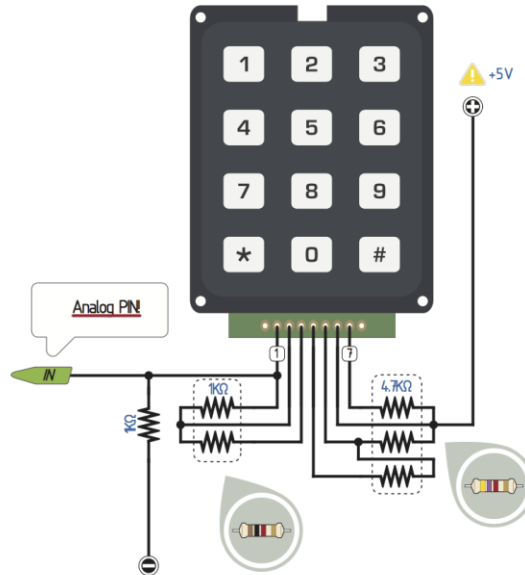 1 2 3
+5V
4 5 6
7 8 9
* 0 #
Analog PIN!
1 7
IN
1KΩ
4.7KΩ
1KΩ